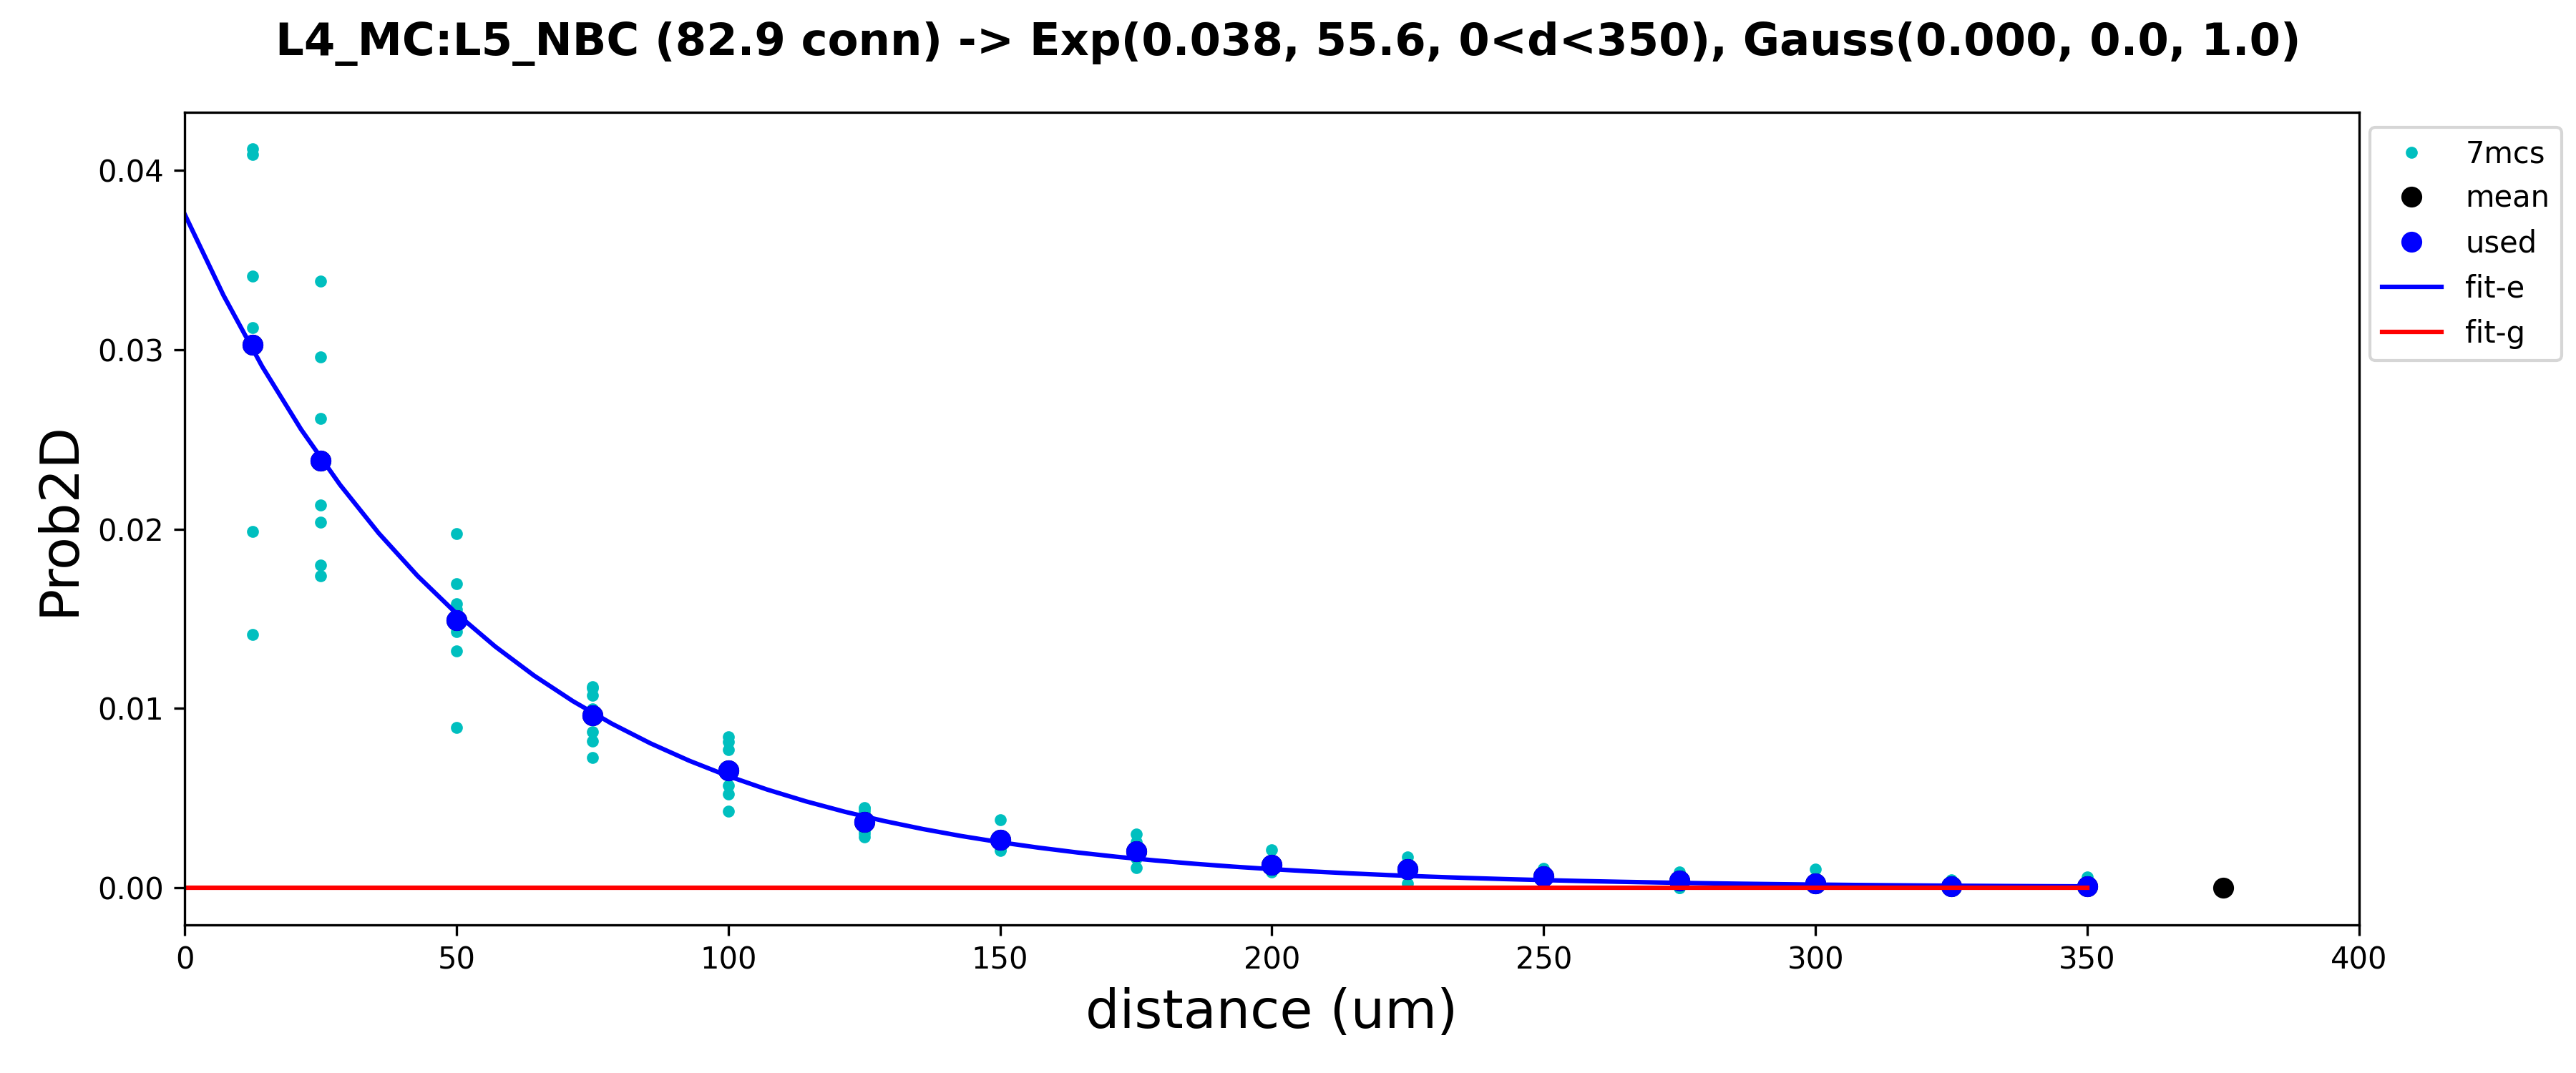 L4_MC:L5_NBC (82.9 conn) -> Exp(0.038, 55.6, 0<d<350), Gauss(0.000, 0.0, 1.0)
0.04
0.03
0.02
0.01
0.00
Prob2D
0 50 100 150 200 250 300 350 400
distance (um)
7mcs
mean
used
fit-e
fit-g